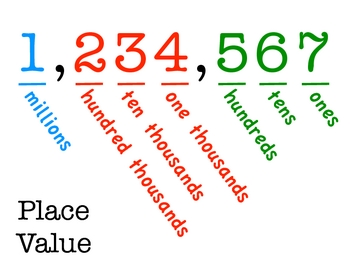 1,234,567
millions
hundred thousands
ten thousands
one thousands
hundreds
tens
ones
Place
Value